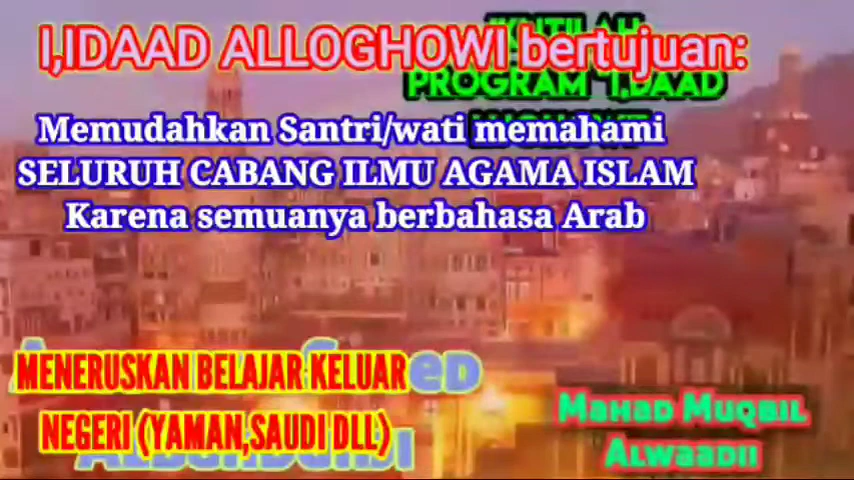 I,IDAAD ALLOGHOWI bertujuan:
PROGRAM "I,DAAD
Memudahkan Santri/wati memahami
SELURUH CABANG ILMU AGAMA ISLAM
Karena semuanya berbahasa Arab
MENERUSKAN BELAJAR KELUAR
NEGERI (YAMAN,SAUDI DLL)
Mahad Muqbil
Alwaadii